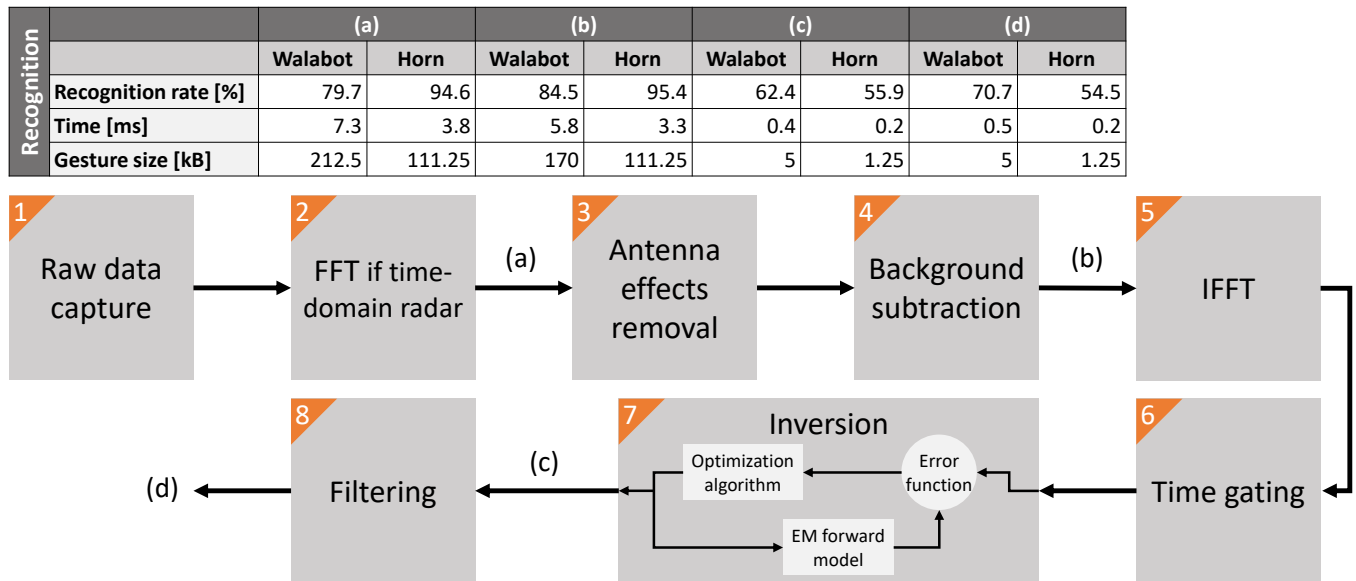 Recognition
(a) (b) (c) (d)
Walabot Horn Walabot Horn Walabot Horn Walabot Horn
Recognition rate [%] 79.7 94.6 84.5 95.4 62.4 55.9 70.7 54.5
Time [ms] 7.3 3.8 5.8 3.3 0.4 0.2 0.5 0.2
Gesture size [kB] 212.5 111.25 170 111.25 5 1.25 5 1.25
1
Raw data
capture
2
FFT if time-
domain radar
(a)
3
Antenna
effects
removal
4
Background
subtraction
(b)
5
IFFT
6
Time gating
7
Inversion
Error
function
Optimization
algorithm
EM forward
model
(c)
8
Filtering
(d)